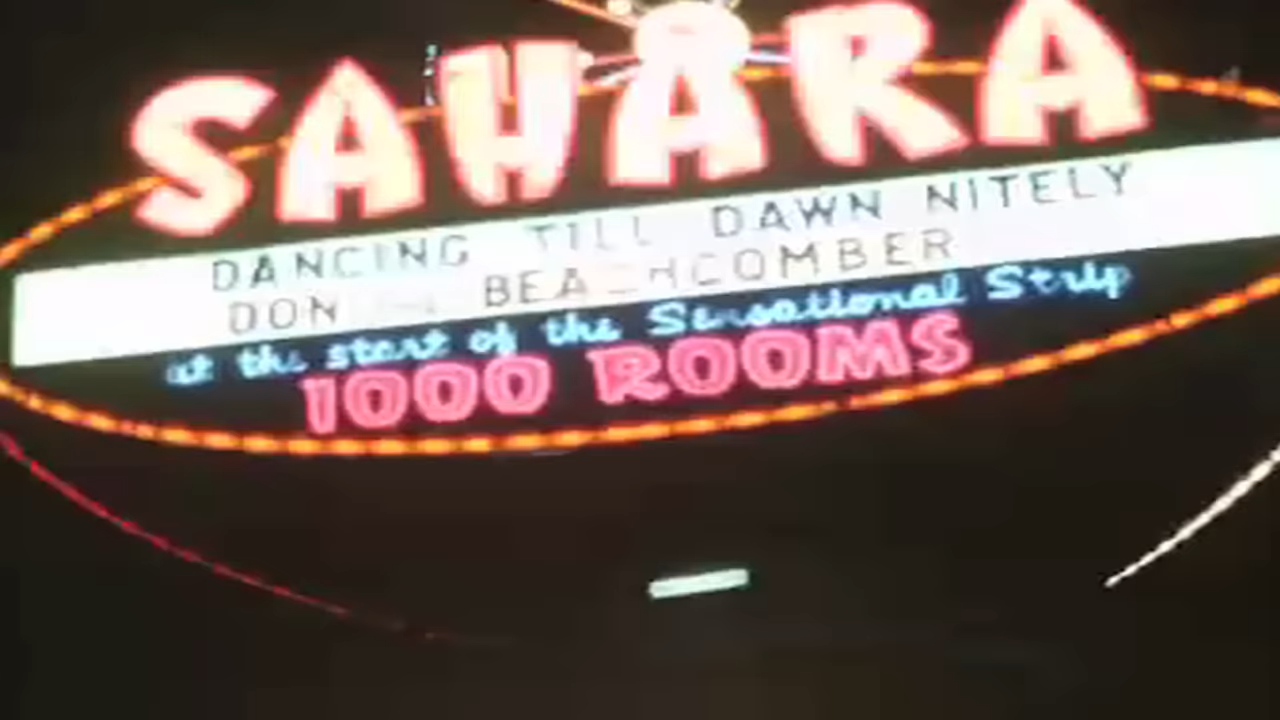 SAHARA
DANCING TILL DAWN NITELY
DON BEACHCOMBER
at the start of the Sensational Strip
1000 ROOMS